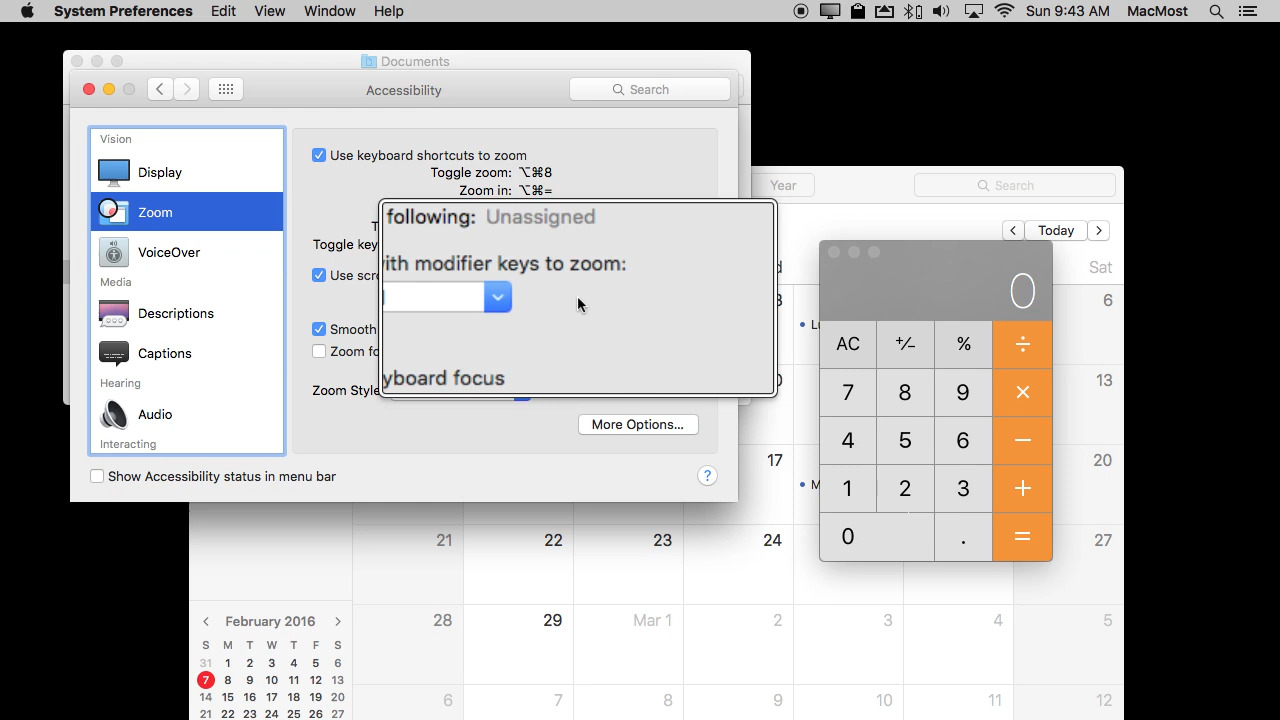 System Preferences Edit View Window Help Sun 9:43 AM MacMost
Documents
Accessibility Search
Vision
Display
Zoom
VoiceOver
Media
Descriptions
Captions
Hearing
Audio
Interacting
Use keyboard shortcuts to zoom
Toggle zoom: ⌥⌘8
Zoom in: ⌥⌘=
T
Toggle key
Use scro
Smooth
Zoom fo
Zoom Style
following: Unassigned
ith modifier keys to zoom:
yboard focus
More Options...
Show Accessibility status in menu bar
?
Year Search
Today
Sat
6
13
17 20
21 22 23 24 27
28 29 Mar 1 2 3 4 5
6 7 8 9 10 11 12
0
AC +/− % ÷
7 8 9 ×
4 5 6 −
1 2 3 +
0 . =
February 2016
S M T W T F S
31 1 2 3 4 5 6
7 8 9 10 11 12 13
14 15 16 17 18 19 20
21 22 23 24 25 26 27